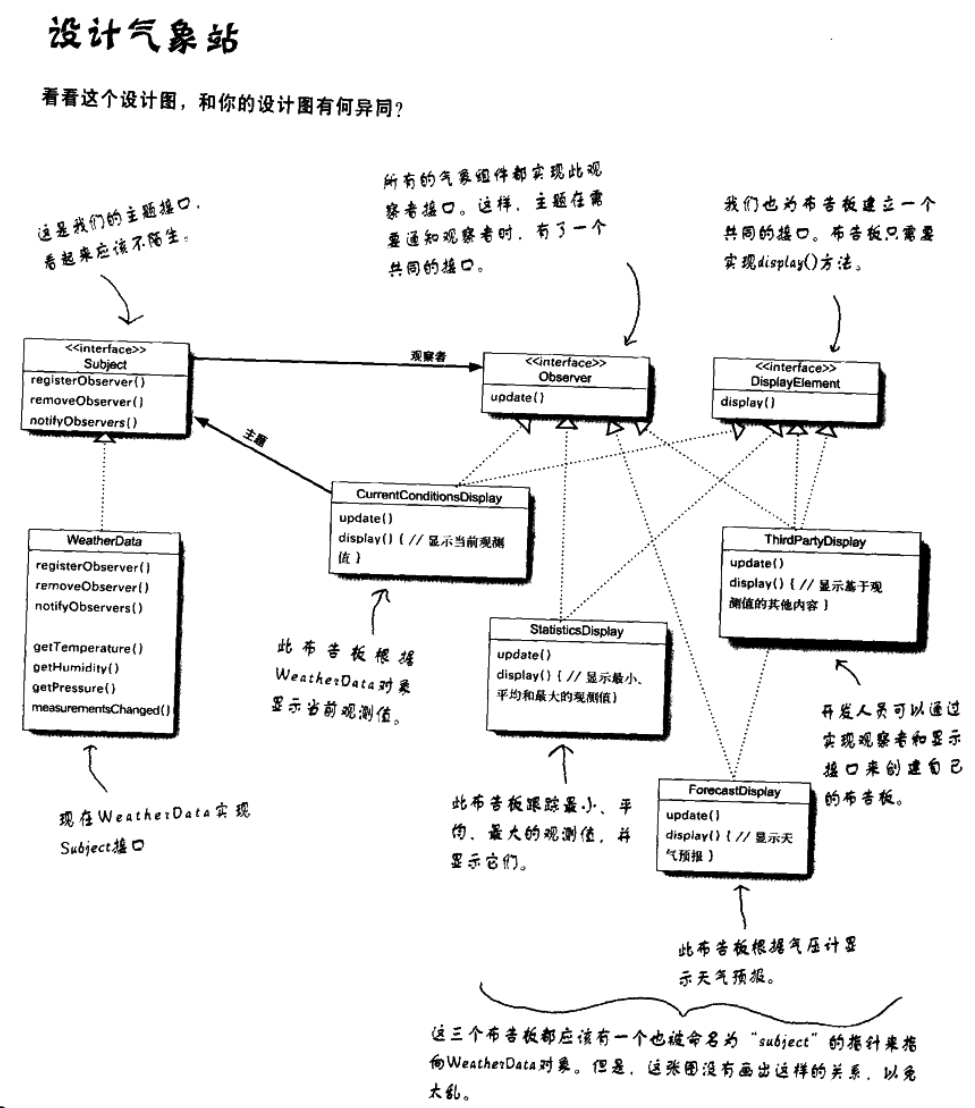 设计气象站
看看这个设计图，和你的设计图有何异同?
这是我们的主题接口，
看起来应该不陌生。
所有的气象组件都实现此观
察者接口。这样，主题在需
要通知观察者时，有了一个
共同的接口。
我们也为布告板建立一个
共同的接口。布告板只需要
实现display()方法。
<<interface>>
Subject
registerObserver()
removeObserver()
notifyObservers()
观察者
<<interface>>
Observer
update()
<<interface>>
DisplayElement
display()
主题
CurrentConditionsDisplay
update()
display() { // 显示当前观测
值 }
WeatherData
registerObserver()
removeObserver()
notifyObservers()
getTemperature()
getHumidity()
getPressure()
measurementsChanged()
ThirdPartyDisplay
update()
display() { // 显示基于观
测值的其他内容 }
StatisticsDisplay
update()
display() { // 显示最小、
平均和最大的观测值}
此布告板根据
WeatherData对象
显示当前观测值。
开发人员可以通过
实现观察者和显示
接口来创建自己
的布告板。
现在WeatherData实现
Subject接口
此布告板跟踪最小、平
均、最大的观测值，并
显示它们。
ForecastDisplay
update()
display() { // 显示天
气预报 }
此布告板根据气压计显
示天气预报。
这三个布告板都应该有一个也被命名为“subject”的指针来指
向WeatherData对象。但是，这张图没有画出这样的关系，以免
太乱。